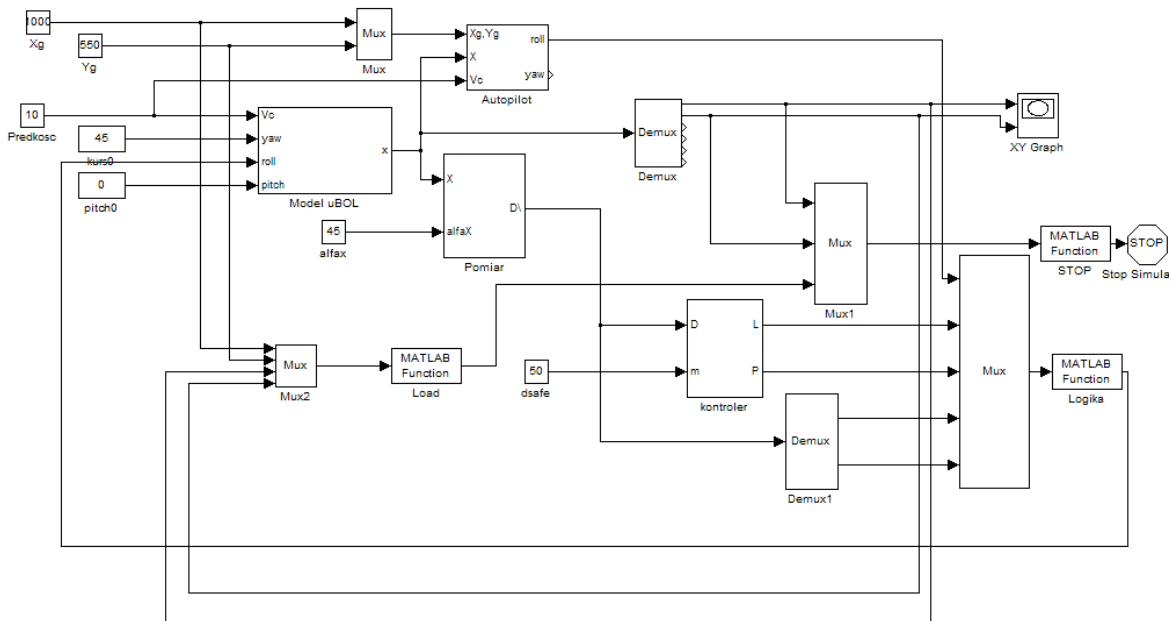 1000
Xg
550
Yg
Mux
Mux
Xg,Yg
X
Vc
roll
yaw
Autopilot
10
Predkosc
45
kurs0
0
pitch0
Vc
yaw
roll
pitch
x
Model uBOL
Demux
Demux
XY Graph
X
alfaX
D\
Pomiar
45
alfax
Mux
Mux1
MATLAB
Function
STOP
STOP
Stop Simula
Mux
Mux2
MATLAB
Function
Load
50
dsafe
D
m
L
P
kontroler
Demux
Demux1
Mux
MATLAB
Function
Logika